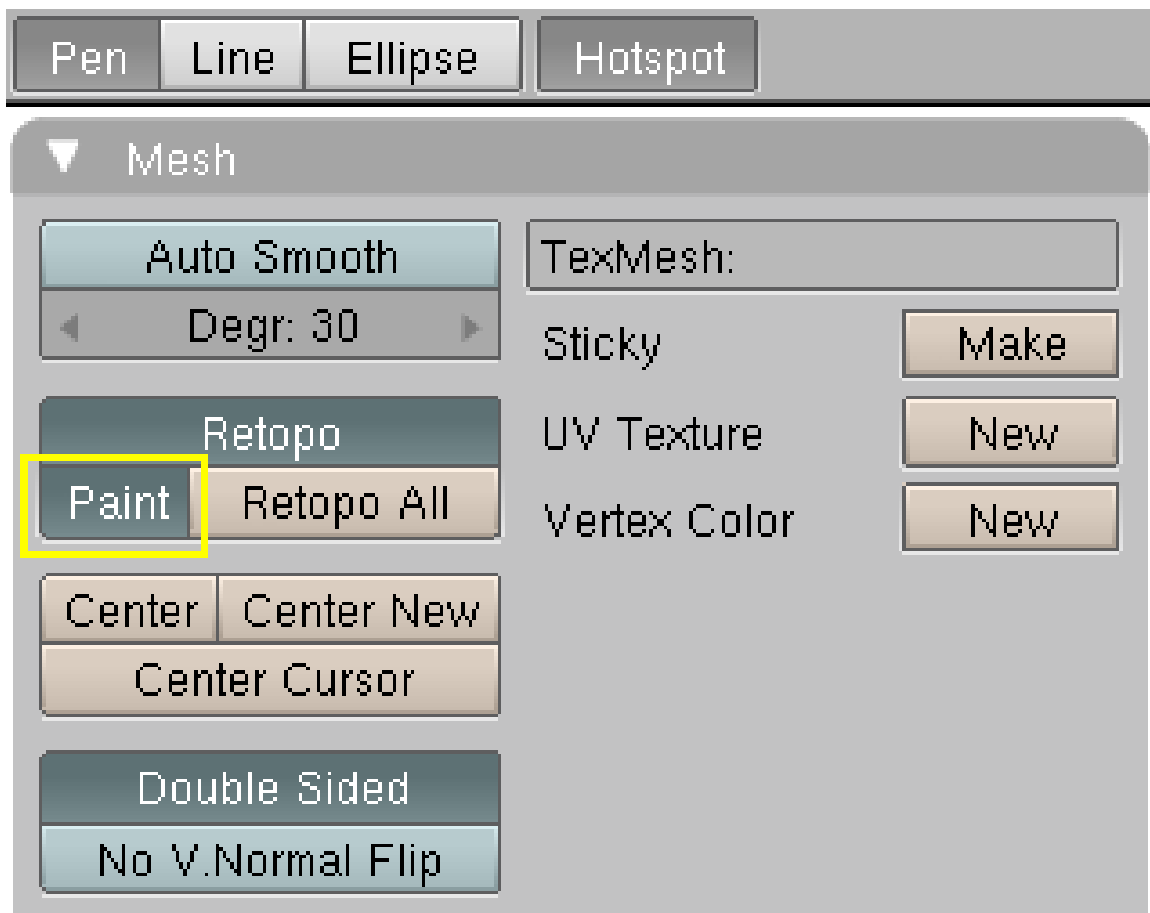 Pen Line Ellipse Hotspot
Mesh
Auto Smooth
Degr: 30
Retopo
Paint Retopo All
Center Center New
Center Cursor
Double Sided
No V.Normal Flip
TexMesh:
Sticky Make
UV Texture New
Vertex Color New